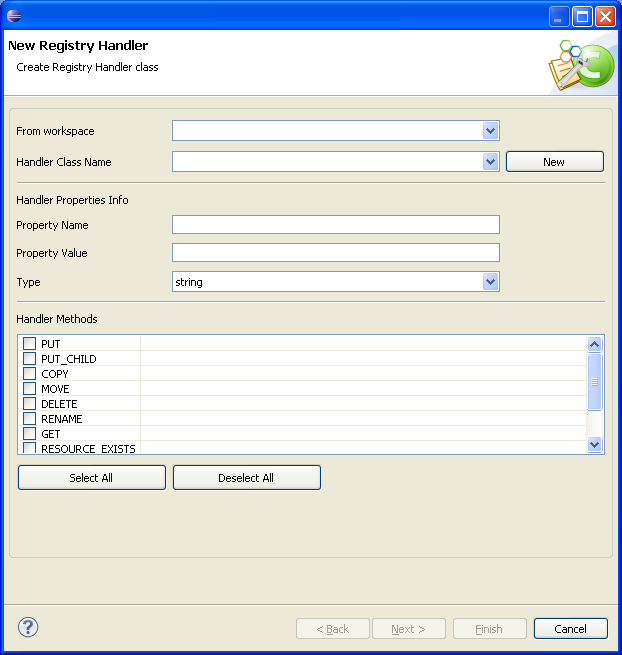 New Registry Handler
Create Registry Handler class
From workspace
Handler Class Name
New
Handler Properties Info
Property Name
Property Value
Type
string
Handler Methods
PUT
PUT_CHILD
COPY
MOVE
DELETE
RENAME
GET
RESOURCE_EXISTS
Select All
Deselect All
?
< Back
Next >
Finish
Cancel